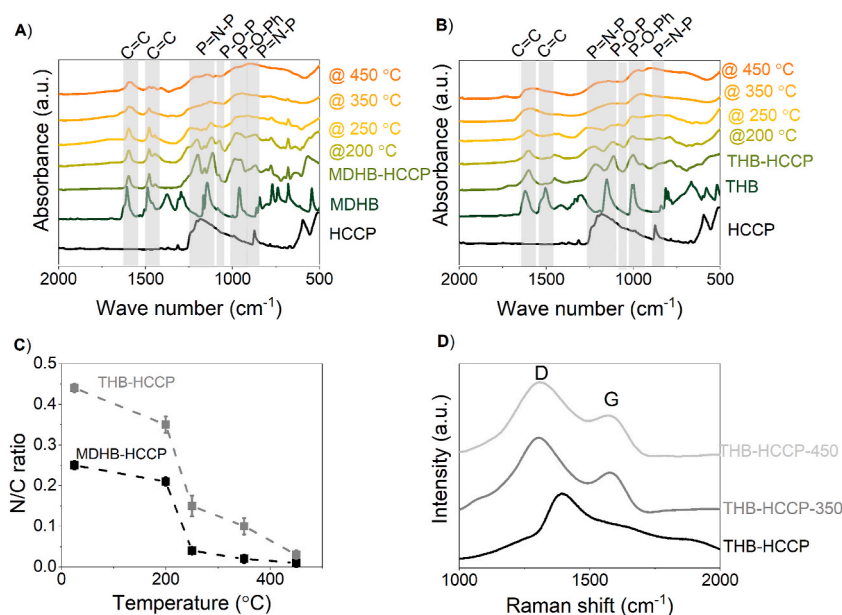 A)
C=C
C=C
P=N-P
P-O-P
P-O-Ph
P=N-P
Absorbance (a.u.)
@ 450 °C
@ 350 °C
@ 250 °C
@200 °C
MDHB-HCCP
MDHB
HCCP
2000 1500 1000 500
Wave number (cm-1)
B)
C=C
C=C
P=N-P
P-O-P
P-O-Ph
P=N-P
Absorbance (a.u.)
@ 450 °C
@ 350 °C
@ 250 °C
@200 °C
THB-HCCP
THB
HCCP
2000 1500 1000 500
Wave number (cm-1)
C)
N/C ratio
0.5
0.4
0.3
0.2
0.1
0.0
THB-HCCP
MDHB-HCCP
0 200 400
Temperature (°C)
D)
Intensity (a.u.)
D
G
THB-HCCP-450
THB-HCCP-350
THB-HCCP
1000 1500 2000
Raman shift (cm-1)